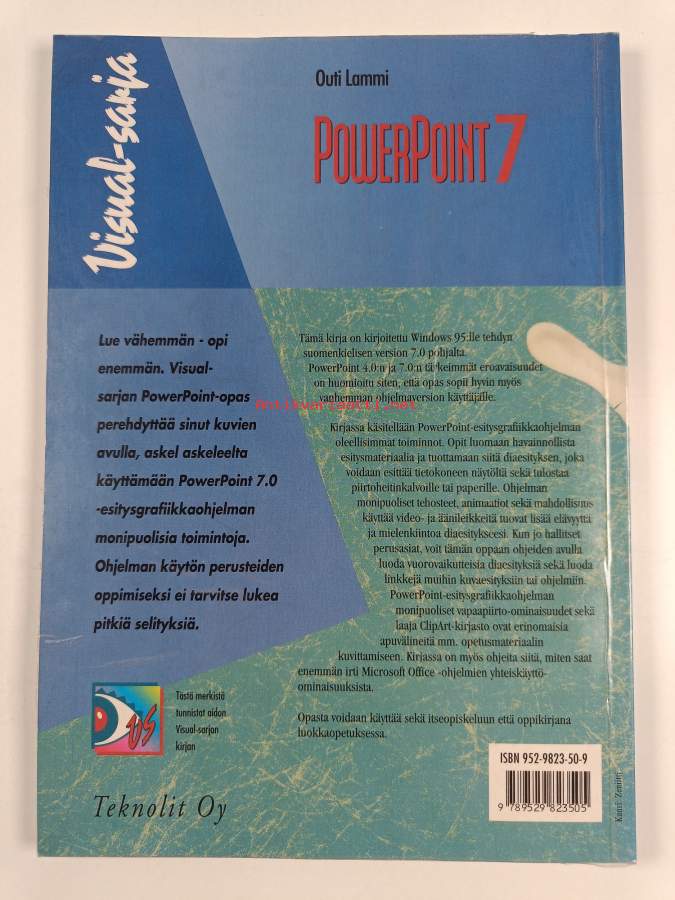 Visual-sarja
Outi Lammi
POWERPOINT 7
Lue vähemmän - opi
enemmän. Visual-
sarjan PowerPoint-opas
perehdyttää sinut kuvien
avulla, askel askeleelta
käyttämään PowerPoint 7.0
-esitysgrafiikkaohjelman
monipuolisia toimintoja.
Ohjelman käytön perusteiden
oppimiseksi ei tarvitse lukea
pitkiä selityksiä.
Tämä kirja on kirjoitettu Windows 95:lle tehdyn
suomenkielisen version 7.0 pohjalta.
PowerPoint 4.0:n ja 7.0:n tärkeimmät eroavaisuudet
on huomioitu siten, että opas sopii hyvin myös
vanhemman ohjelmaversion käyttäjälle.
Antikvariaatti.net
Kirjassa käsitellään PowerPoint-esitysgrafiikkaohjelman
oleellisimmat toiminnot. Opit luomaan havainnollista
esitysmateriaalia ja tuottamaan siitä diaesityksen, joka
voidaan esittää tietokoneen näytöltä sekä tulostaa
piirtoheitinkalvoille tai paperille. Ohjelman
monipuoliset tehosteet, animaatiot sekä mahdollisuus
käyttää video- ja äänileikkeitä tuovat lisää elävyyttä
ja mielenkiintoa diaesitykseesi. Kun jo hallitset
perusasiat, voit tämän oppaan ohjeiden avulla
luoda vuorovaikutteisia diaesityksiä sekä luoda
linkkejä muihin kuvaesityksiin tai ohjelmiin.
PowerPoint-esitysgrafiikkaohjelman
monipuoliset vapaapiirto-ominaisuudet sekä
laaja ClipArt-kirjasto ovat erinomaisia
apuvälineitä mm. opetusmateriaalin
kuvittamiseen. Kirjassa on myös ohjeita siitä, miten saat
enemmän irti Microsoft Office -ohjelmien yhteiskäyttö-
ominaisuuksista.
Opasta voidaan käyttää sekä itseopiskeluun että oppikirjana
luokkaopetuksessa.
VS
Tästä merkistä
tunnistat aidon
Visual-sarjan
kirjan
Teknolit Oy
ISBN 952-9823-50-9
9 789529 823505
Kansi: Zeniitti